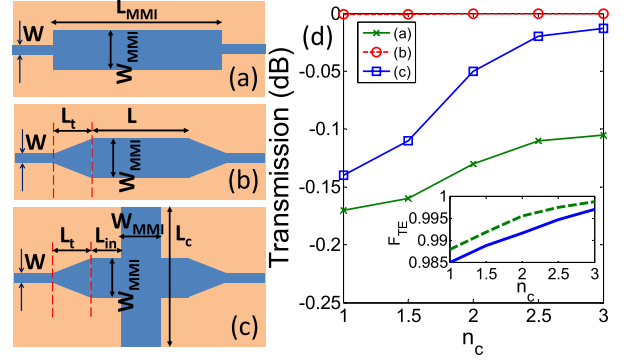 L_MMI
W
W_MMI
(a)
L_t
L
W
W_MMI
(b)
W_MMI
L_t
L_in
L_c
W
W_MMI
(c)
(d)
(a)
(b)
(c)
Transmission (dB)
0
-0.05
-0.1
-0.15
-0.2
-0.25
1
1.5
2
2.5
3
n_c
F_TE
1
0.995
0.99
0.985
1
1.5
2
2.5
3
n_c